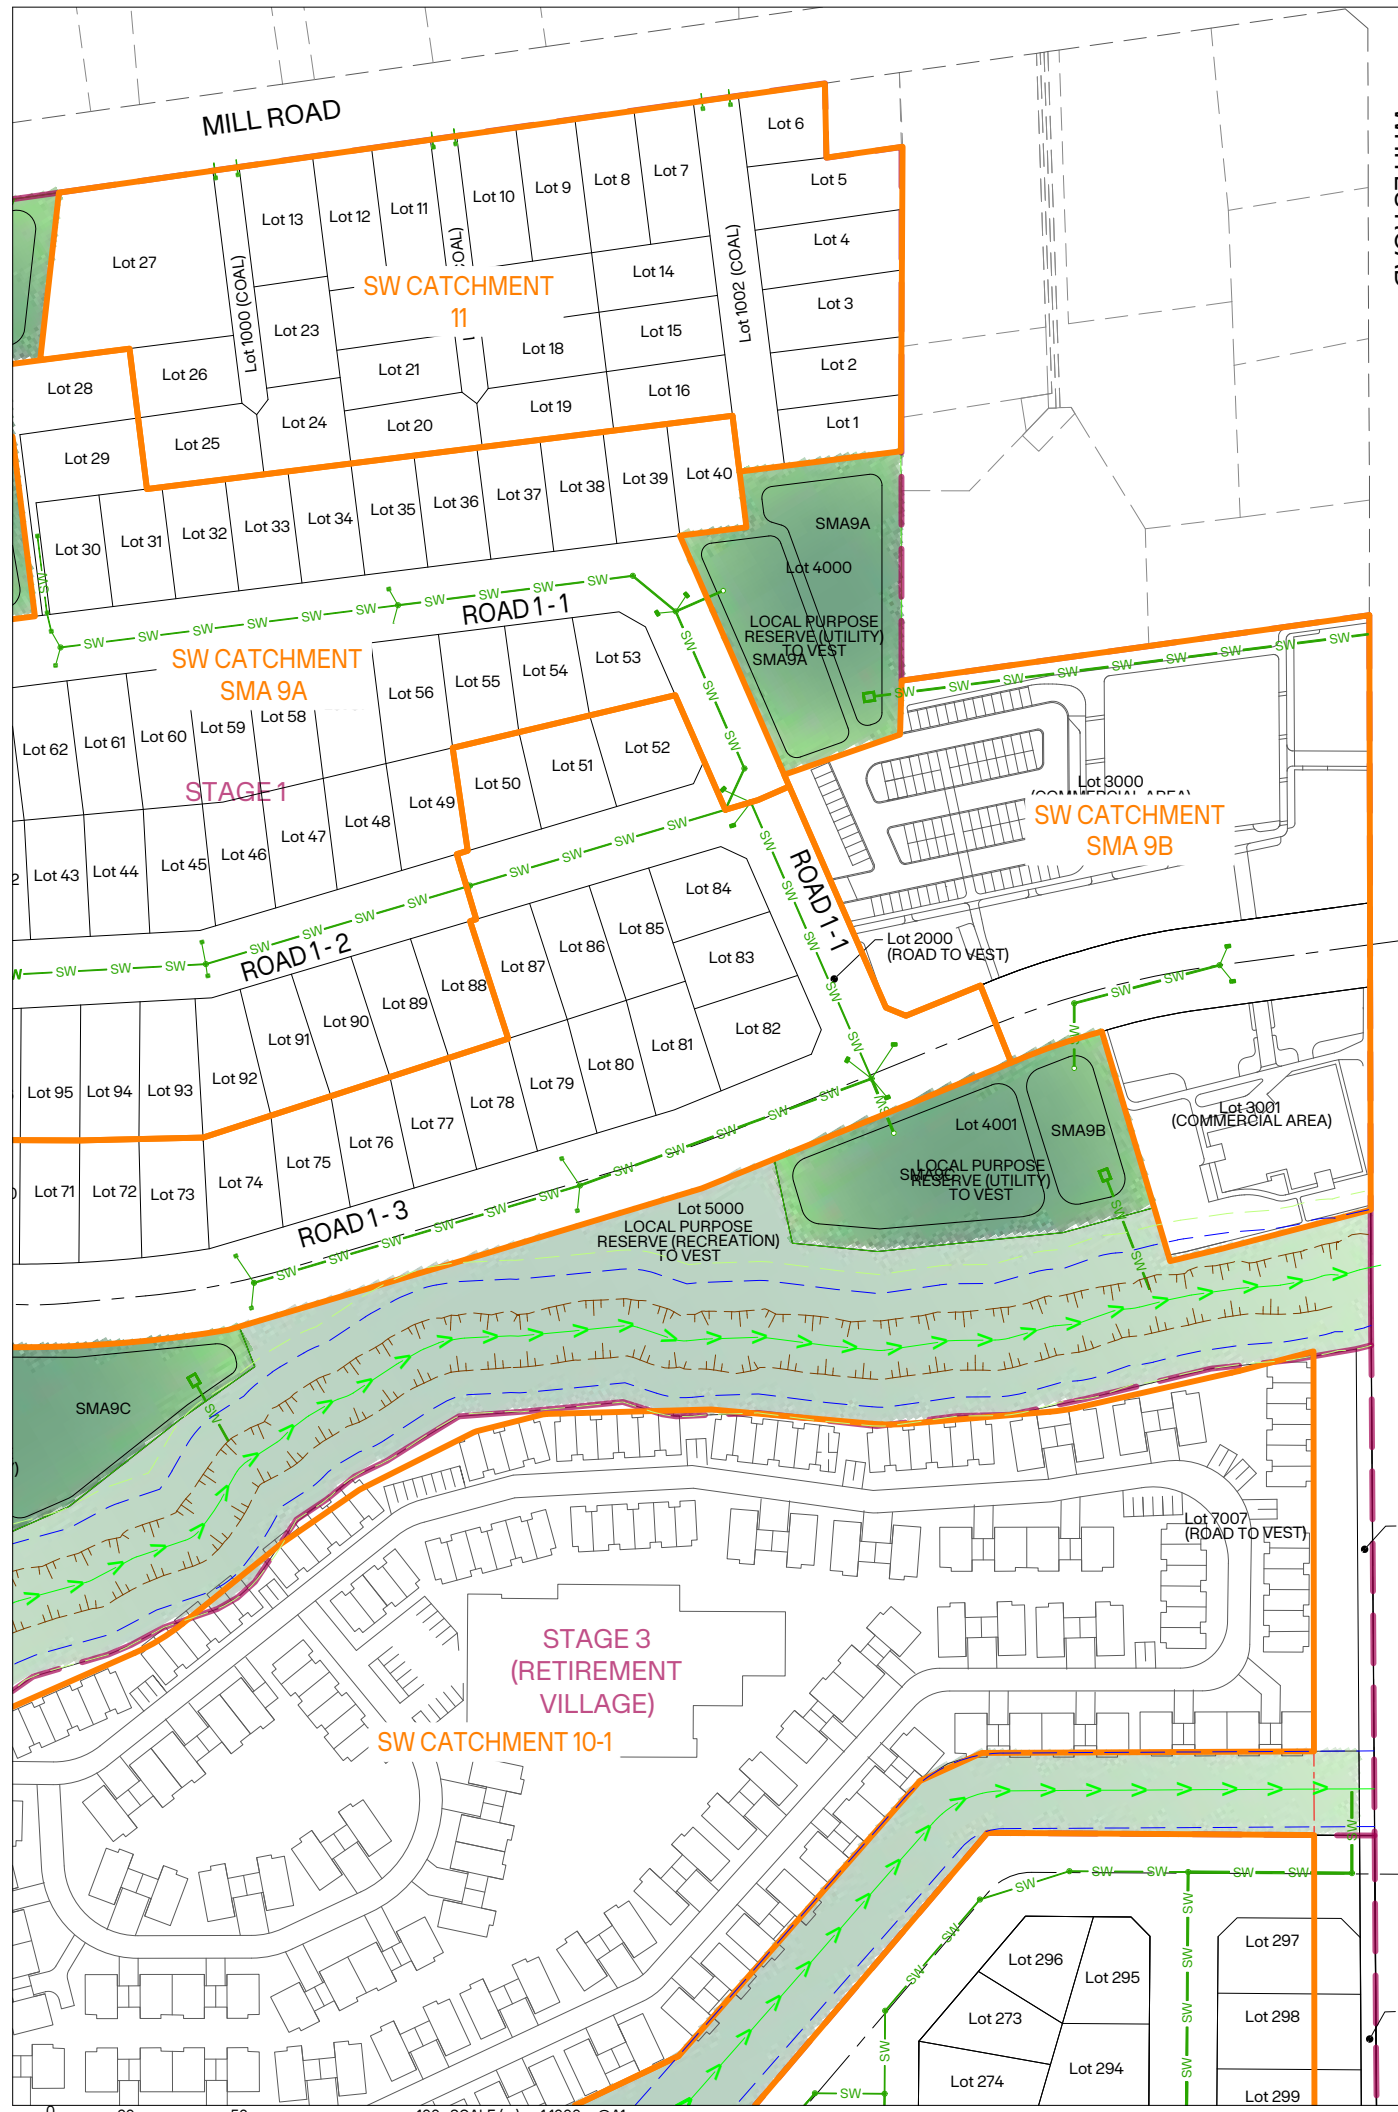 MILL ROAD
Lot 6
Lot 7
Lot 8
Lot 9
Lot 10
Lot 11
Lot 12
Lot 13
Lot 5
Lot 4
Lot 3
Lot 2
Lot 1
Lot 27
Lot 1000 (COAL)
Lot 1002 (COAL)
SW CATCHMENT
11
Lot 14
Lot 15
Lot 16
Lot 18
Lot 19
Lot 20
Lot 21
Lot 23
Lot 24
Lot 25
Lot 26
Lot 28
Lot 29
Lot 30
Lot 31
Lot 32
Lot 33
Lot 34
Lot 35
Lot 36
Lot 37
Lot 38
Lot 39
Lot 40
SMA9A
Lot 4000
LOCAL PURPOSE
RESERVE (UTILITY)
TO VEST
SMA9A
ROAD 1-1
SW CATCHMENT
SMA 9A
Lot 53
Lot 54
Lot 55
Lot 56
Lot 58
Lot 59
Lot 60
Lot 61
Lot 62
STAGE 1
Lot 52
Lot 51
Lot 50
Lot 49
Lot 48
Lot 47
Lot 46
Lot 45
Lot 44
Lot 43
Lot 3000
SW CATCHMENT
SMA 9B
ROAD 1-1
ROAD 1-2
Lot 2000
(ROAD TO VEST)
Lot 84
Lot 83
Lot 82
Lot 85
Lot 86
Lot 87
Lot 88
Lot 89
Lot 90
Lot 91
Lot 92
Lot 93
Lot 94
Lot 95
Lot 81
Lot 80
Lot 79
Lot 78
Lot 77
Lot 76
Lot 75
Lot 74
Lot 73
Lot 72
Lot 71
ROAD 1-3
Lot 4001
SMA9B
LOCAL PURPOSE
RESERVE (UTILITY)
TO VEST
Lot 3001
(COMMERCIAL AREA)
Lot 5000
LOCAL PURPOSE
RESERVE (RECREATION)
TO VEST
SMA9C
Lot 7007
(ROAD TO VEST)
STAGE 3
(RETIREMENT
VILLAGE)
SW CATCHMENT 10-1
Lot 296
Lot 295
Lot 273
Lot 274
Lot 294
Lot 297
Lot 298
Lot 299
SW